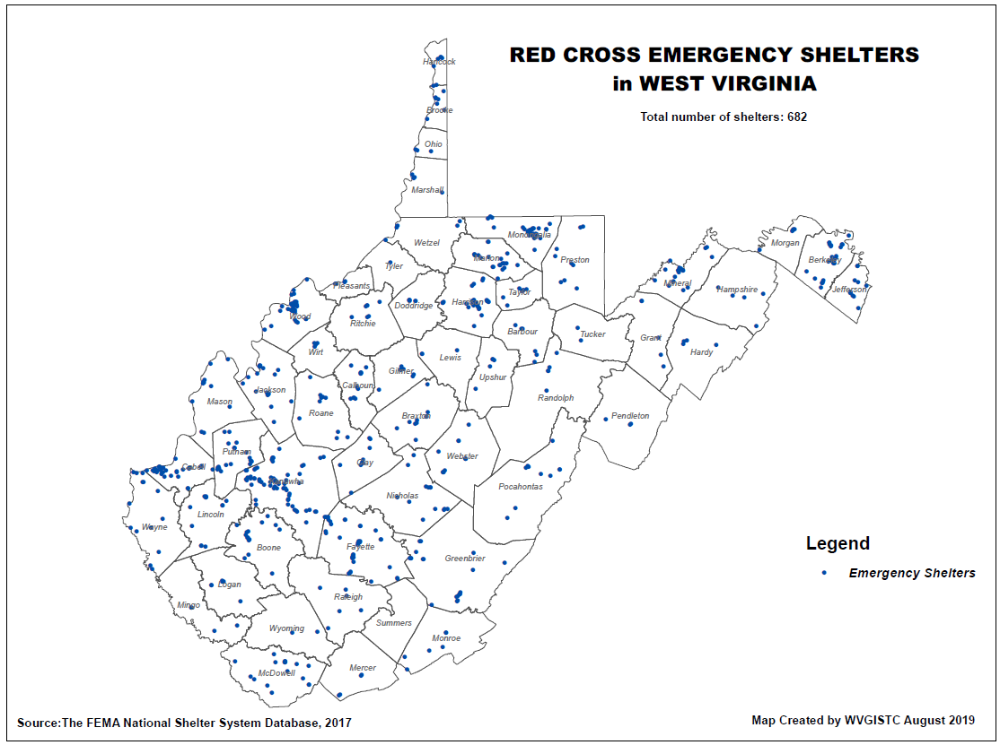 RED CROSS EMERGENCY SHELTERS
in WEST VIRGINIA
Total number of shelters: 682
Hancock
Brooke
Ohio
Marshall
Wetzel
Monongalia
Marion
Preston
Morgan
Berkeley
Jefferson
Tyler
Pleasants
Mineral
Hampshire
Doddridge
Harrison
Taylor
Wood
Ritchie
Barbour
Tucker
Grant
Hardy
Wirt
Lewis
Gilmer
Upshur
Calhoun
Jackson
Mason
Randolph
Roane
Braxton
Pendleton
Putnam
Webster
Clay
Cabell
Kanawha
Pocahontas
Nicholas
Lincoln
Wayne
Boone
Fayette
Greenbrier
Logan
Raleigh
Mingo
Summers
Wyoming
Monroe
McDowell
Mercer
Legend
Emergency Shelters
Source:The FEMA National Shelter System Database, 2017
Map Created by WVGISTC August 2019